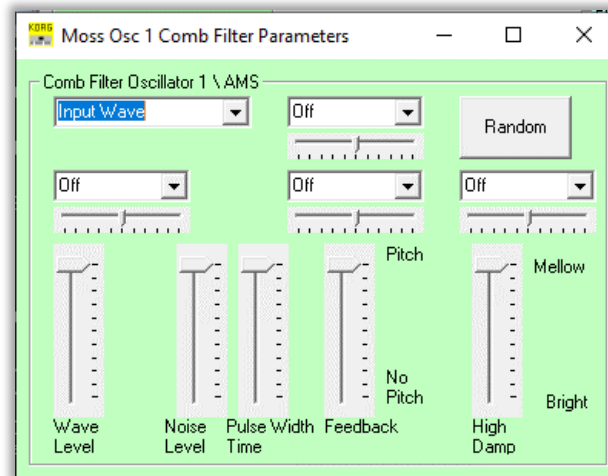 KORG
Moss Osc 1 Comb Filter Parameters
Comb Filter Oscillator 1 \ AMS
Input Wave
Off
Random
Off
Off
Off
Pitch
Mellow
No
Pitch
Bright
Wave
Level
Noise
Level
Pulse Width
Time
Feedback
High
Damp